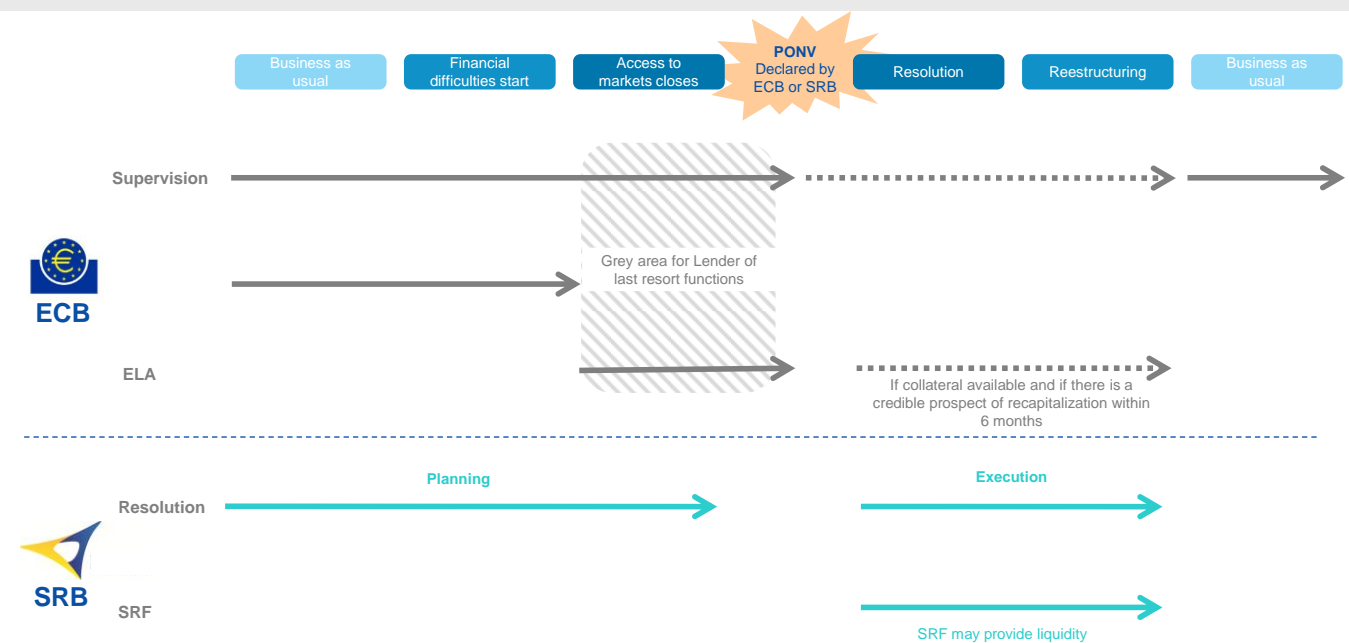 Business as
usual
Financial
difficulties start
Access to
markets closes
PONV
Declared by
ECB or SRB
Resolution
Reestructuring
Business as
usual
Supervision
Grey area for Lender of
last resort functions
€
ECB
ELA
If collateral available and if there is a
credible prospect of recapitalization within
6 months
Planning
Execution
Resolution
SRB
SRF
SRF may provide liquidity